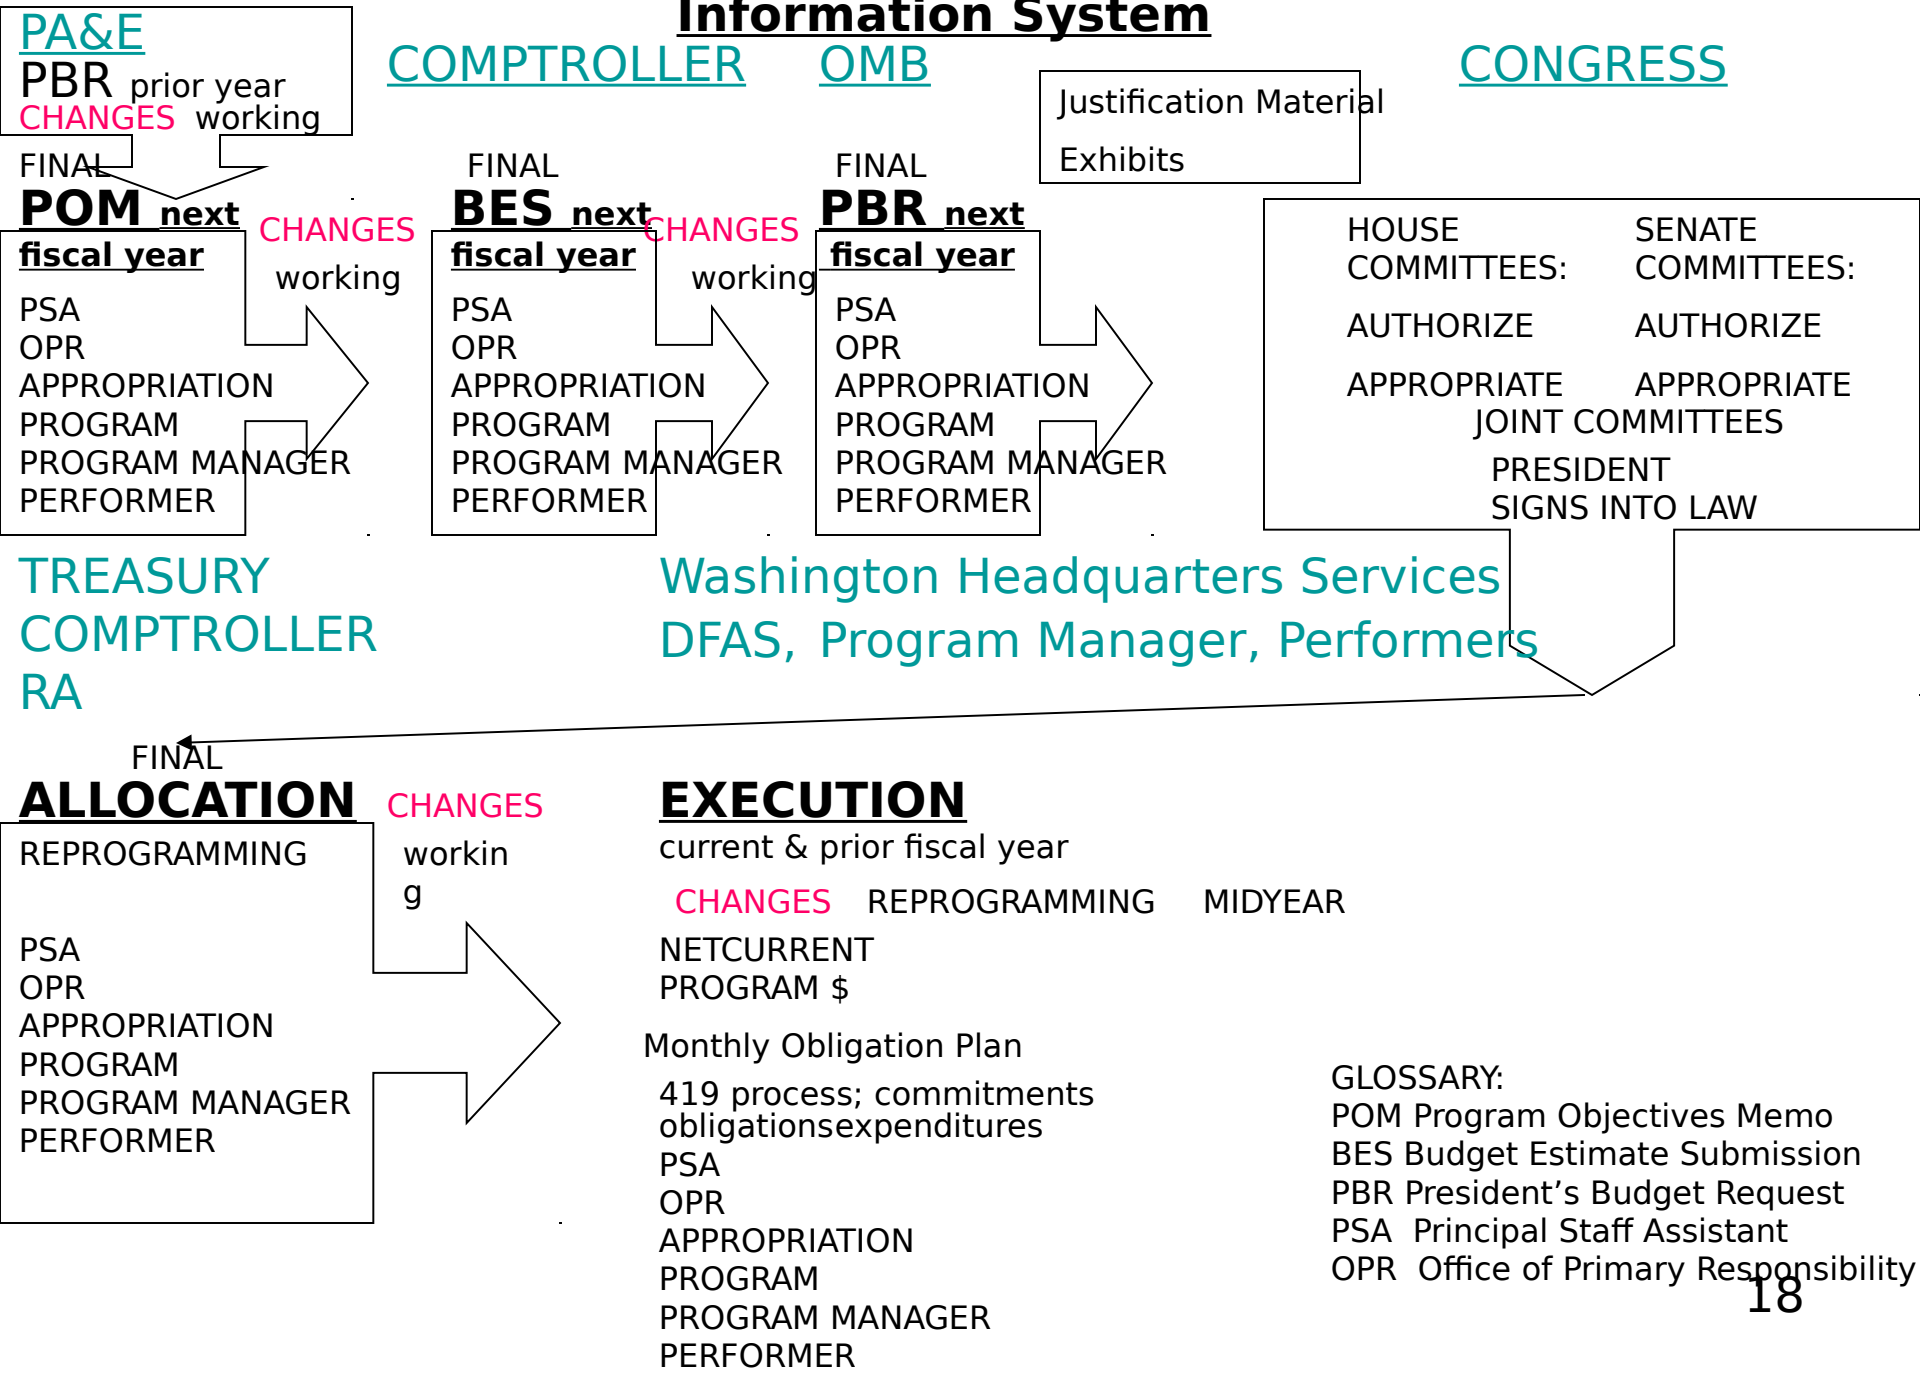 Information System
PA&E
PBR prior year
CHANGES working
COMPTROLLER
OMB
CONGRESS
Justification Material
Exhibits
FINAL
POM next
fiscal year
PSA
OPR
APPROPRIATION
PROGRAM
PROGRAM MANAGER
PERFORMER
CHANGES
working
FINAL
BES next
fiscal year
PSA
OPR
APPROPRIATION
PROGRAM
PROGRAM MANAGER
PERFORMER
CHANGES
working
FINAL
PBR next
fiscal year
PSA
OPR
APPROPRIATION
PROGRAM
PROGRAM MANAGER
PERFORMER
HOUSE
COMMITTEES:
AUTHORIZE
APPROPRIATE
SENATE
COMMITTEES:
AUTHORIZE
APPROPRIATE
JOINT COMMITTEES
PRESIDENT
SIGNS INTO LAW
TREASURY
COMPTROLLER
RA
Washington Headquarters Services
DFAS, Program Manager, Performers
FINAL
ALLOCATION
REPROGRAMMING
PSA
OPR
APPROPRIATION
PROGRAM
PROGRAM MANAGER
PERFORMER
CHANGES
workin
g
EXECUTION
current & prior fiscal year
CHANGES REPROGRAMMING MIDYEAR
NETCURRENT
PROGRAM $
Monthly Obligation Plan
419 process; commitments
obligationsexpenditures
PSA
OPR
APPROPRIATION
PROGRAM
PROGRAM MANAGER
PERFORMER
GLOSSARY:
POM Program Objectives Memo
BES Budget Estimate Submission
PBR President’s Budget Request
PSA Principal Staff Assistant
OPR Office of Primary Responsibility
18